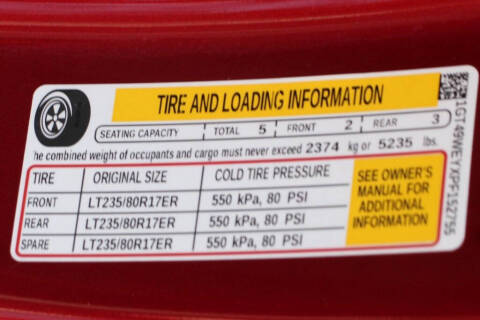 TIRE AND LOADING INFORMATION
SEATING CAPACITY TOTAL 5 FRONT 2 REAR 3
he combined weight of occupants and cargo must never exceed 2374 kg or 5235 lbs.
TIRE ORIGINAL SIZE COLD TIRE PRESSURE
FRONT LT235/80R17ER 550 kPa, 80 PSI
REAR LT235/80R17ER 550 kPa, 80 PSI
SPARE LT235/80R17ER 550 kPa, 80 PSI
SEE OWNER'S
MANUAL FOR
ADDITIONAL
INFORMATION
1GT49WEYXPF152755